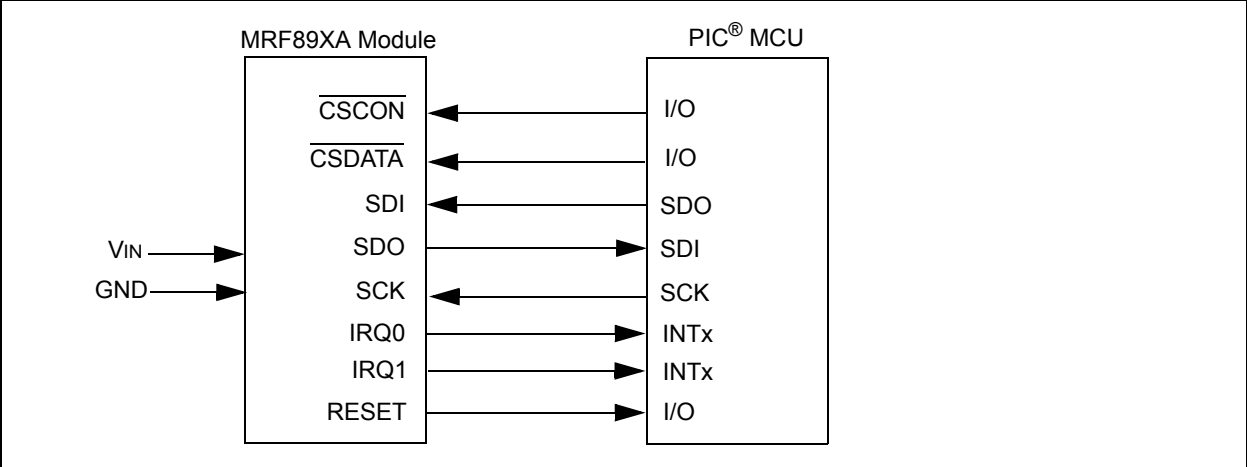 MRF89XA Module
PIC® MCU
CSCON
I/O
CSDATA
I/O
SDI
SDO
VIN
SDO
SDI
GND
SCK
SCK
IRQ0
INTx
IRQ1
INTx
RESET
I/O